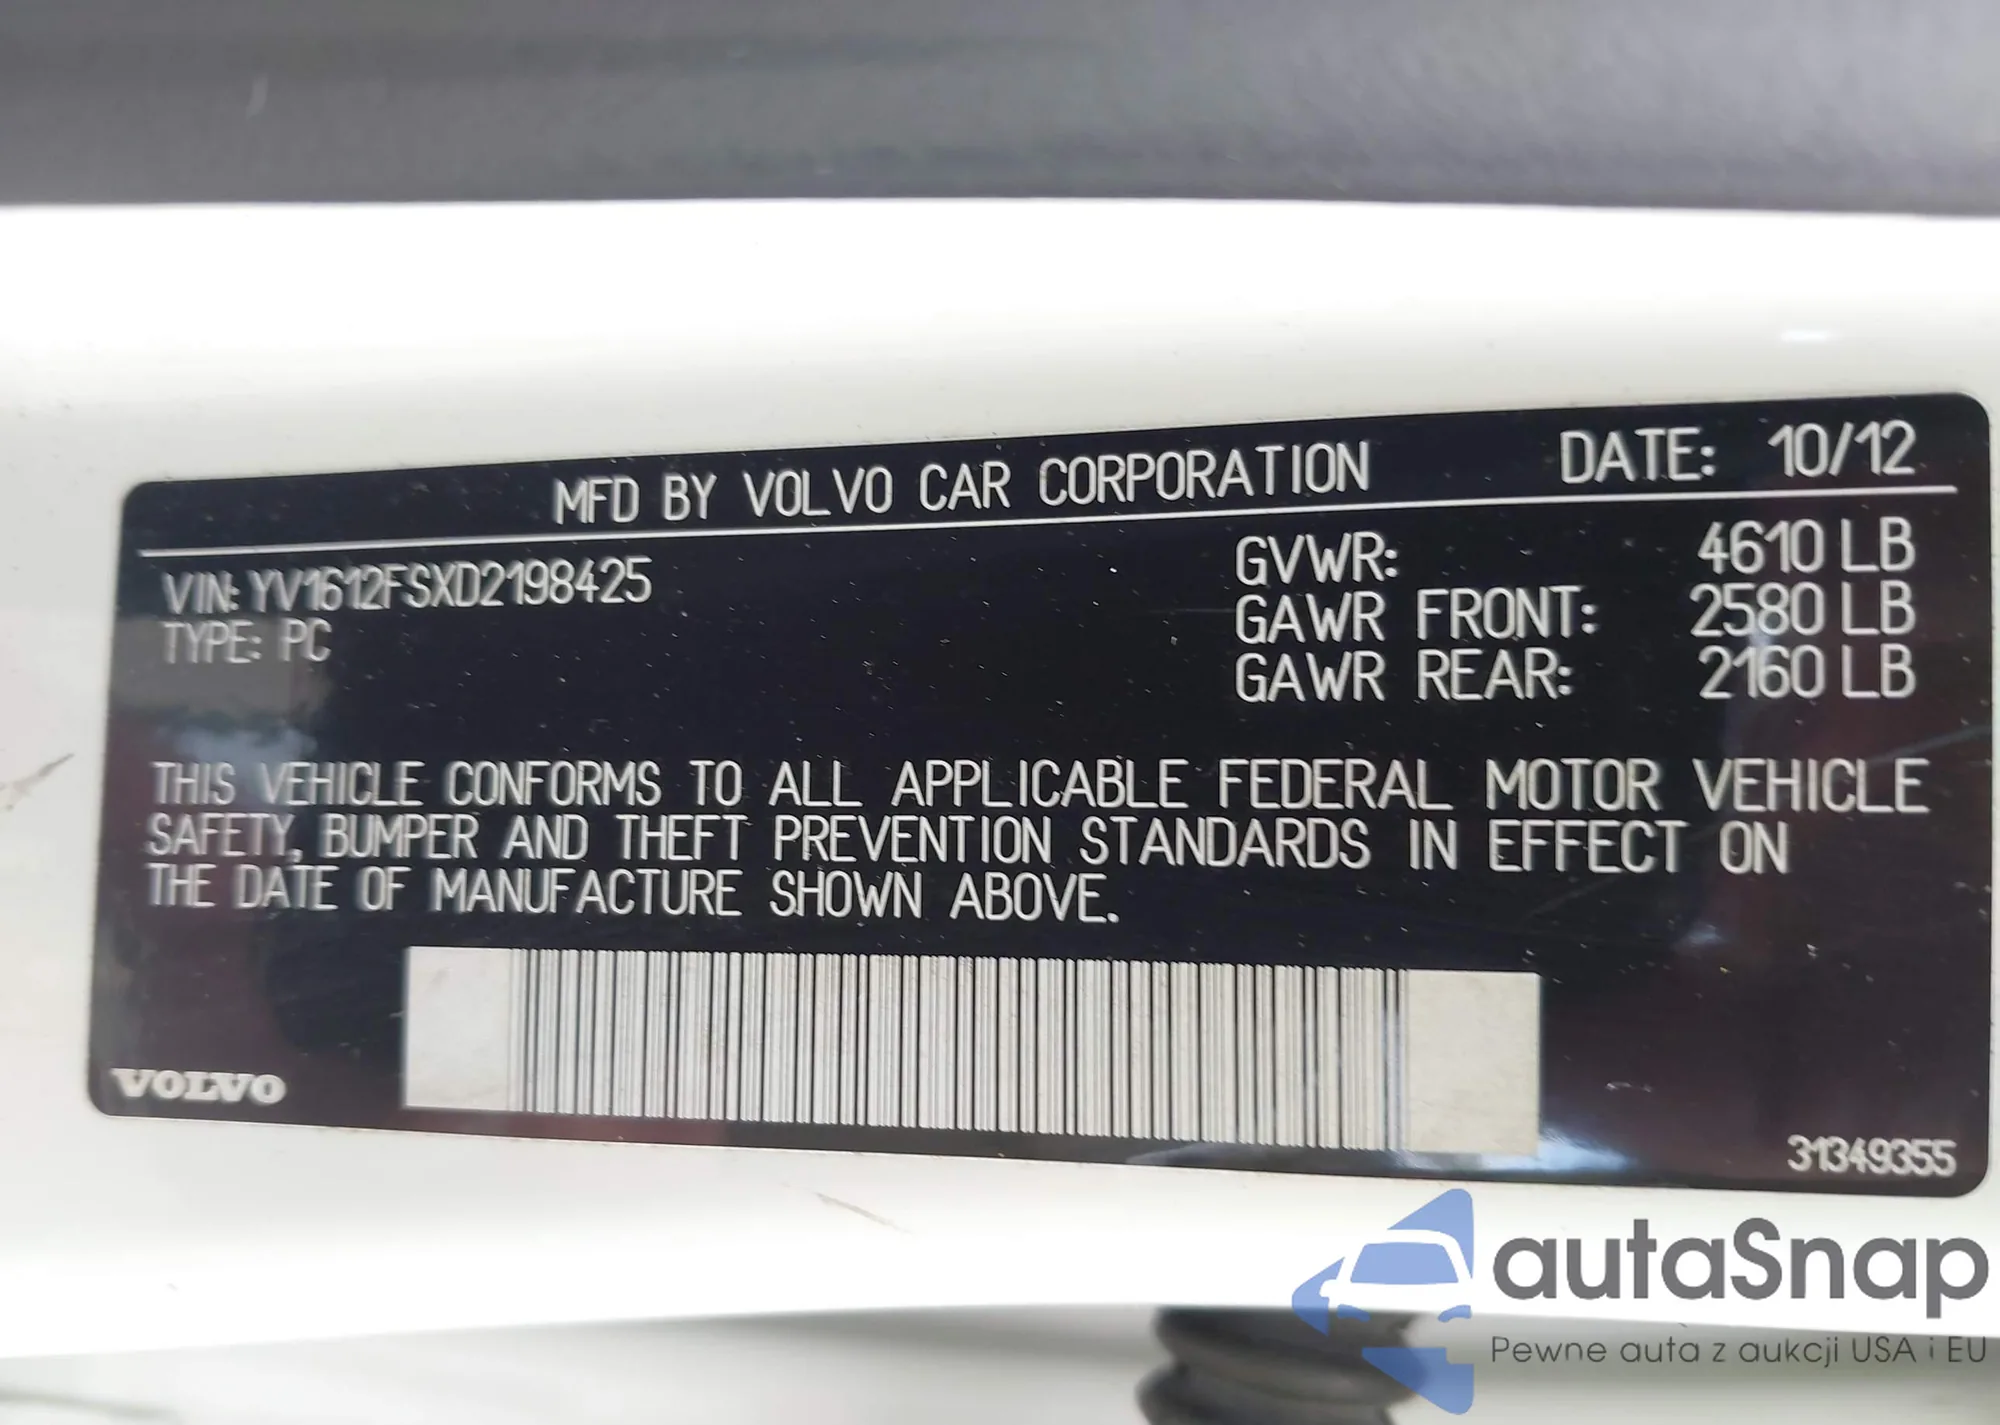 MFD BY VOLVO CAR CORPORATION DATE: 10/12
VIN: YV1612FSXD2198425 GVWR: 4610 LB
TYPE: PC GAWR FRONT: 2580 LB
GAWR REAR: 2160 LB
THIS VEHICLE CONFORMS TO ALL APPLICABLE FEDERAL MOTOR VEHICLE
SAFETY, BUMPER AND THEFT PREVENTION STANDARDS IN EFFECT ON
THE DATE OF MANUFACTURE SHOWN ABOVE.
VOLVO
31349355
autaSnap
Pewne auta z aukcji USA i EU